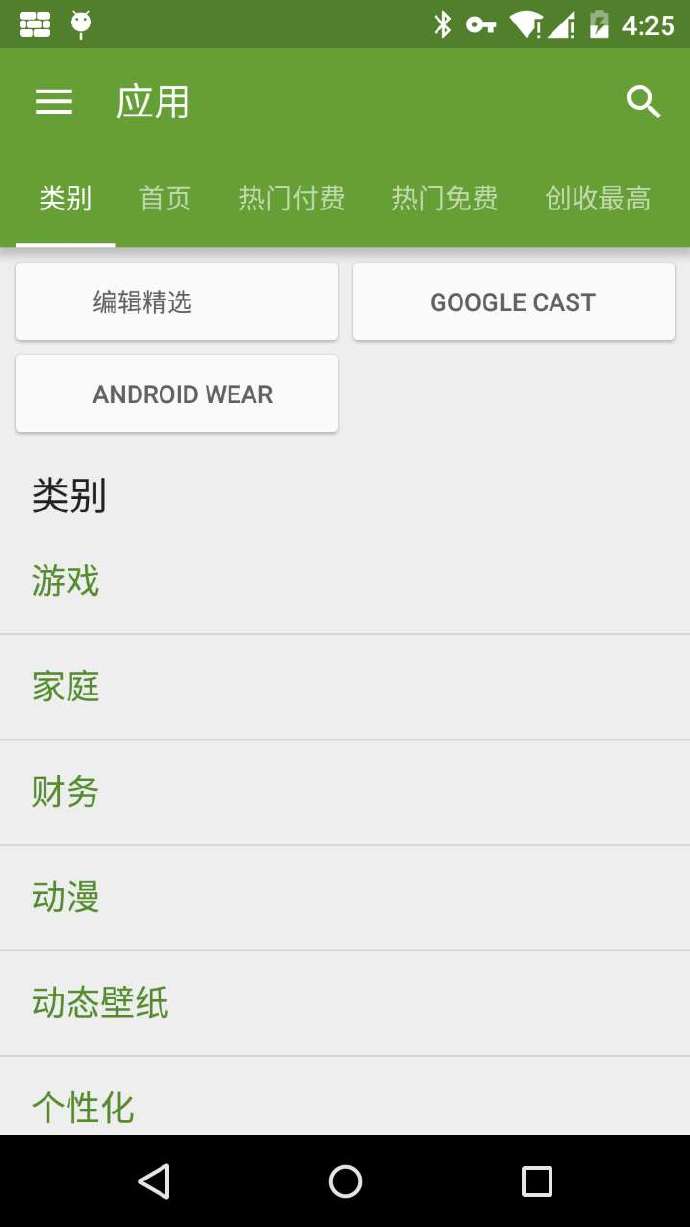 4:25
应用
类别 首页 热门付费 热门免费 创收最高
编辑精选 GOOGLE CAST
ANDROID WEAR
类别
游戏
家庭
财务
动漫
动态壁纸
个性化